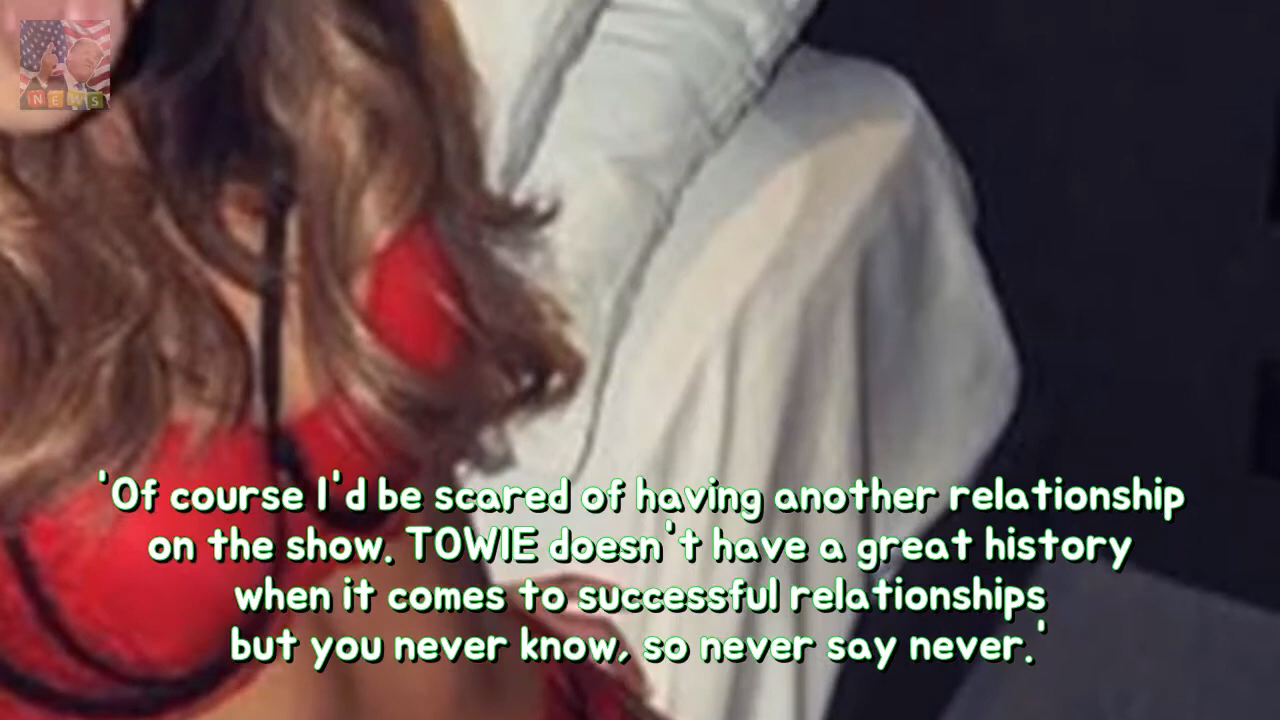 NEWS
'Of course I'd be scared of having another relationship
on the show. TOWIE doesn't have a great history
when it comes to successful relationships
but you never know, so never say never.'